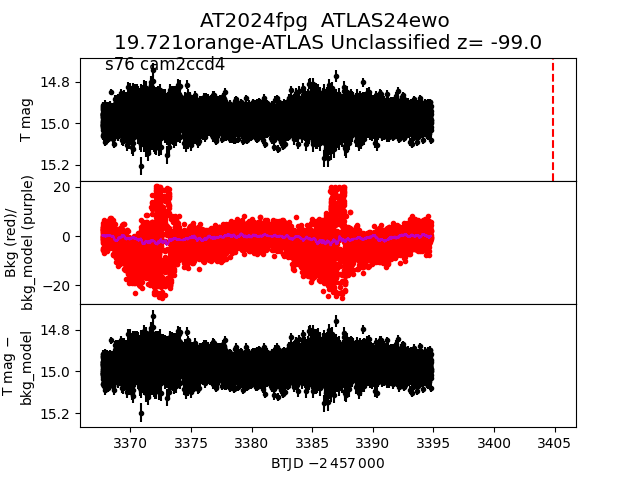 AT2024fpg  ATLAS24ewo
19.721orange-ATLAS Unclassified z= -99.0
s76 cam2ccd4
14.8
15.0
15.2
T mag
20
0
−20
Bkg (red)/
bkg_model (purple)
14.8
15.0
15.2
T mag −
bkg_model
3370 3375 3380 3385 3390 3395 3400 3405
BTJD −2 457 000